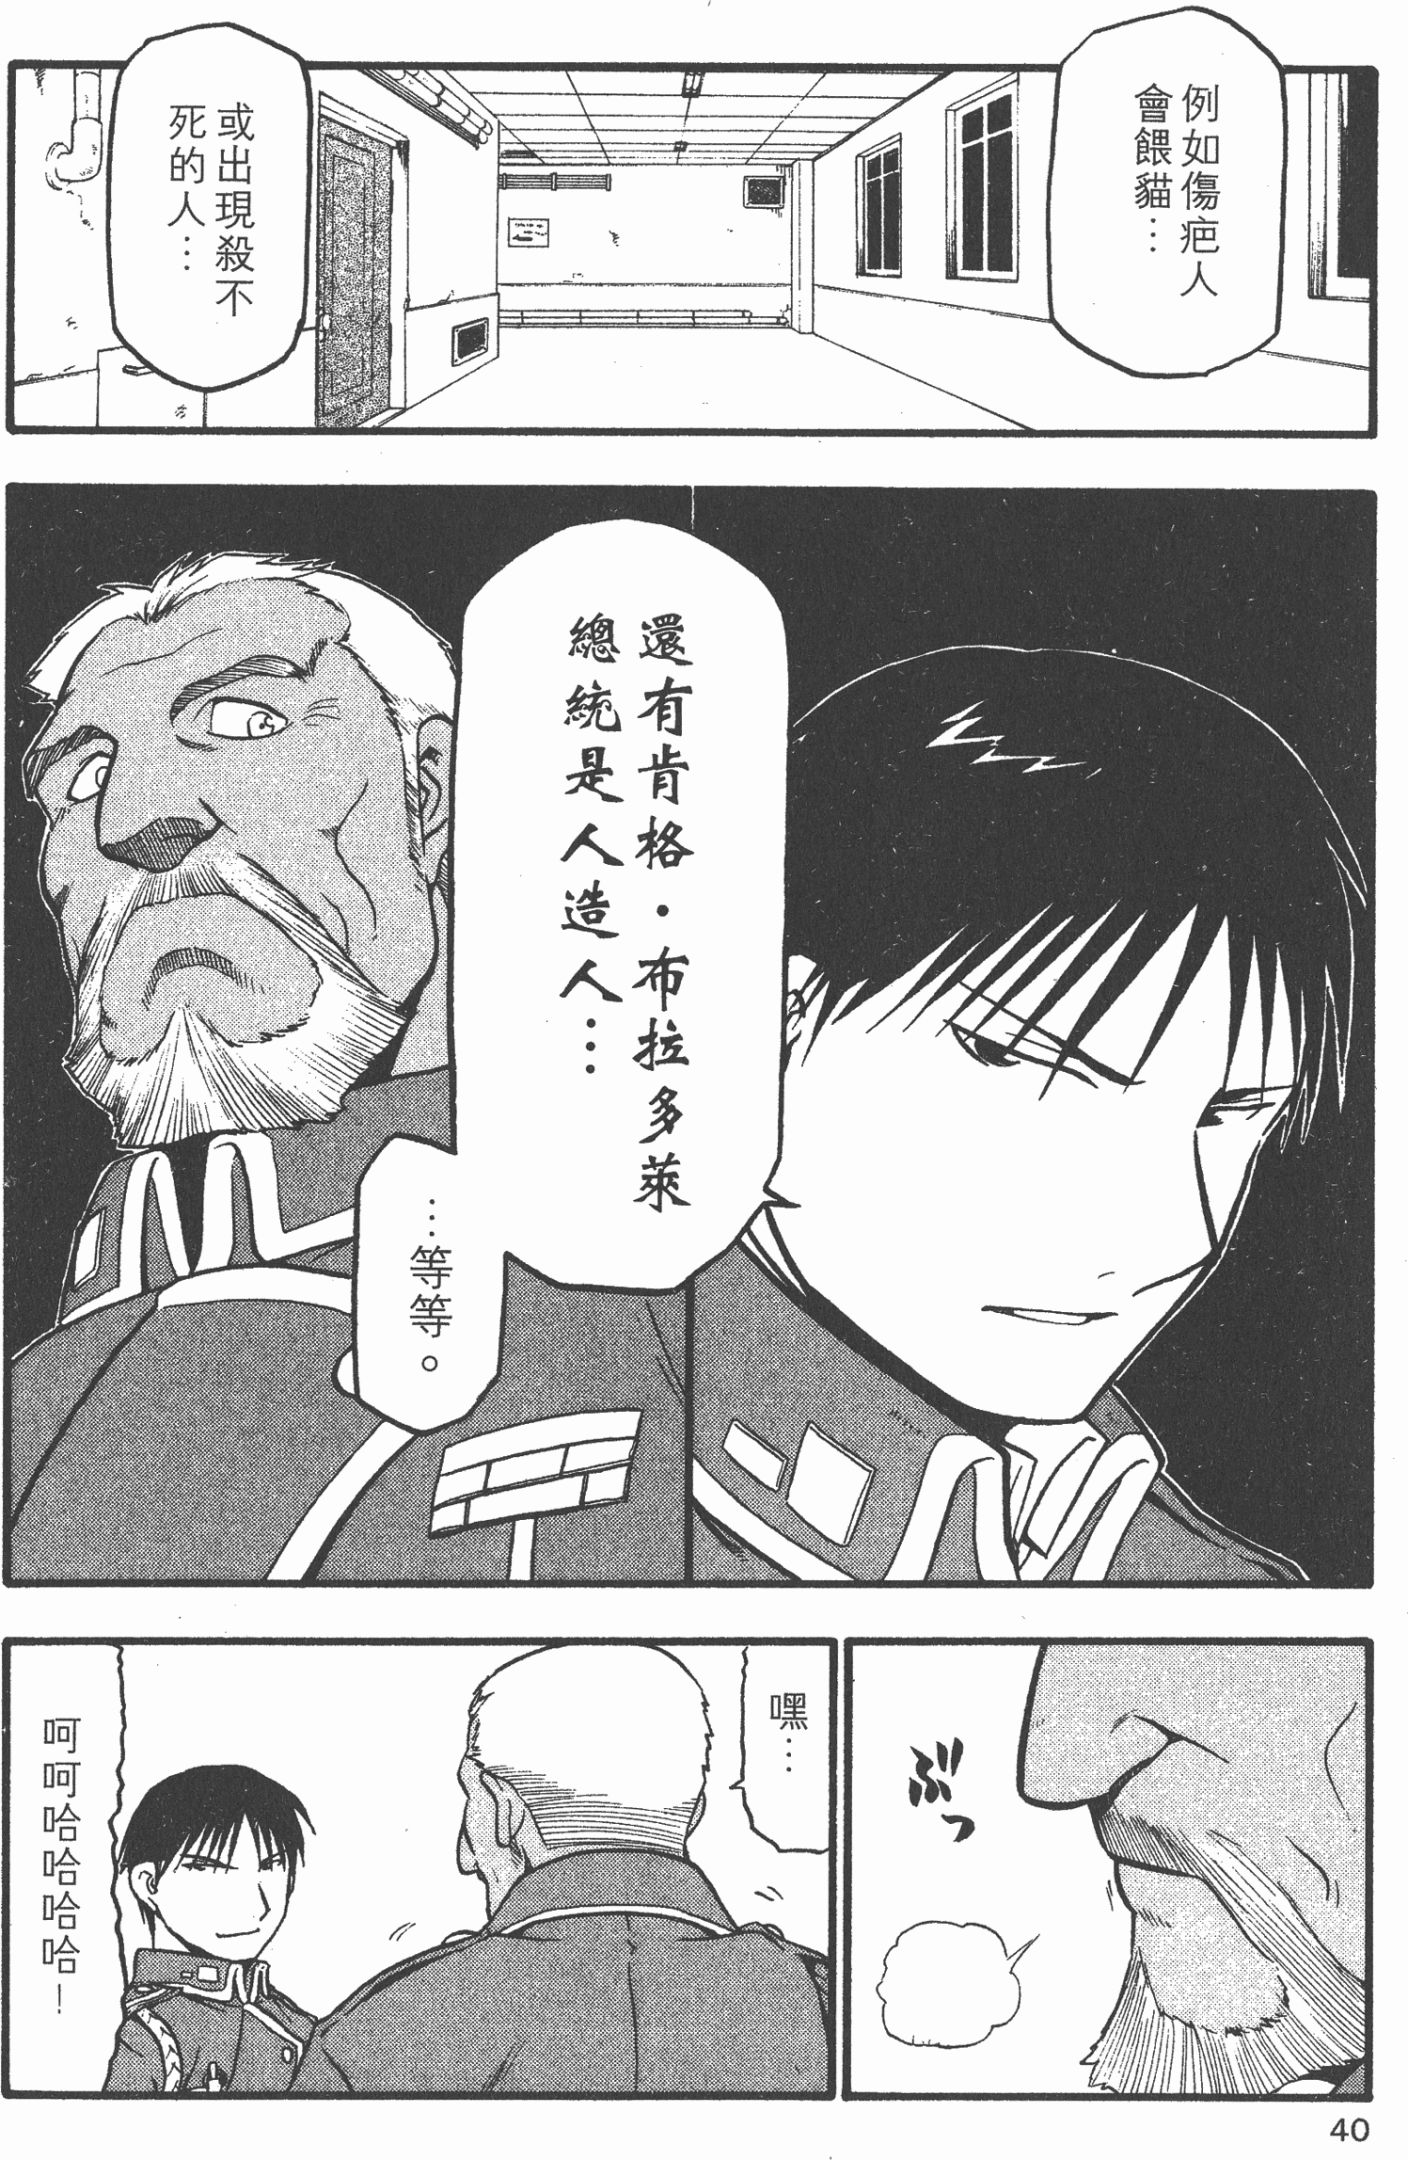 例如傷疤人
會餵貓…
或出現殺不
死的人…
還有肯格·布拉多萊
總統是人造人…
…等等。
ぶっ
嘿…
呵呵哈哈哈哈！
40